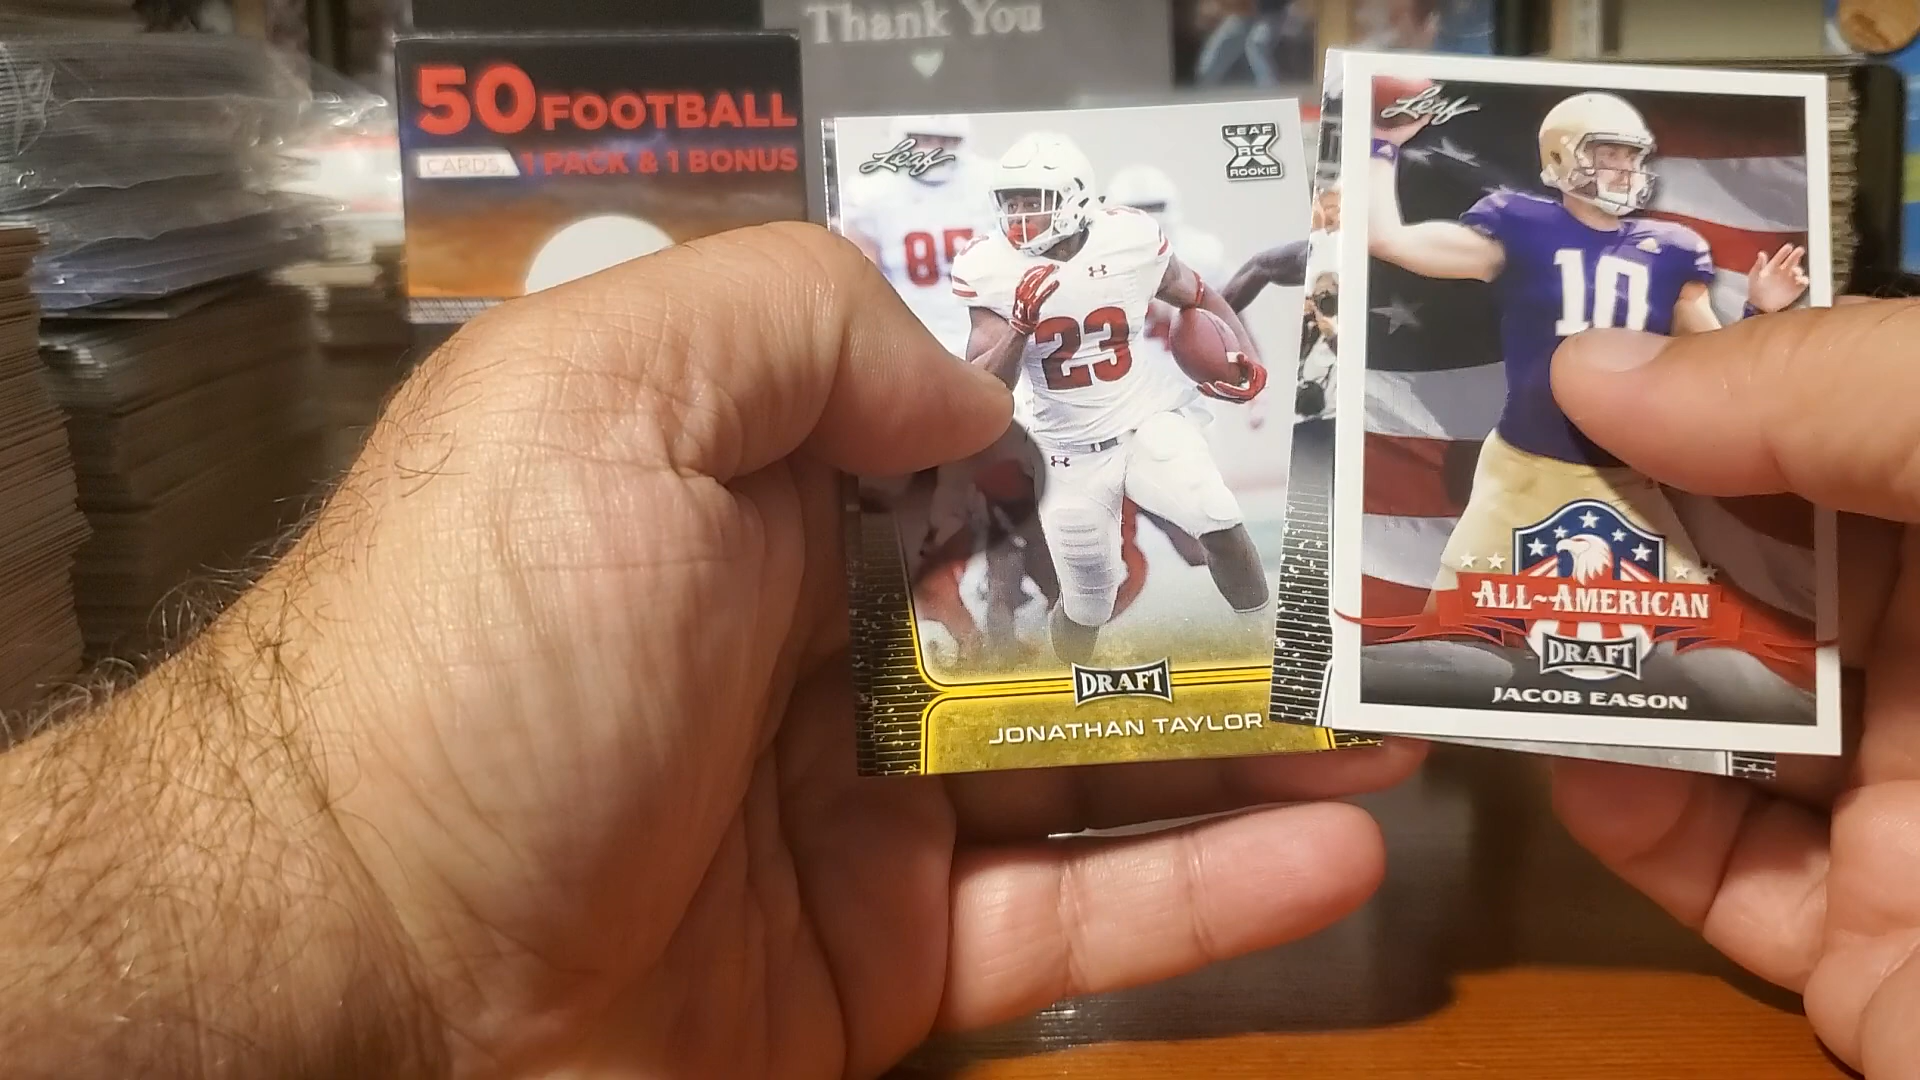 Thank You
50 FOOTBALL
CARDS, 1 PACK & 1 BONUS
Leaf
LEAF
X
RC
ROOKIE
85
23
DRAFT
JONATHAN TAYLOR
Leaf
10
ALL~AMERICAN
DRAFT
JACOB EASON